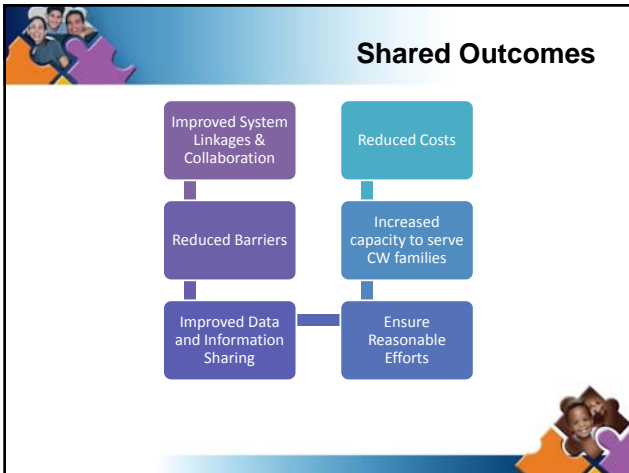 Shared Outcomes
Improved System
Linkages &
Collaboration
Reduced Barriers
Improved Data
and Information
Sharing
Ensure
Reasonable
Efforts
Increased
capacity to serve
CW families
Reduced Costs